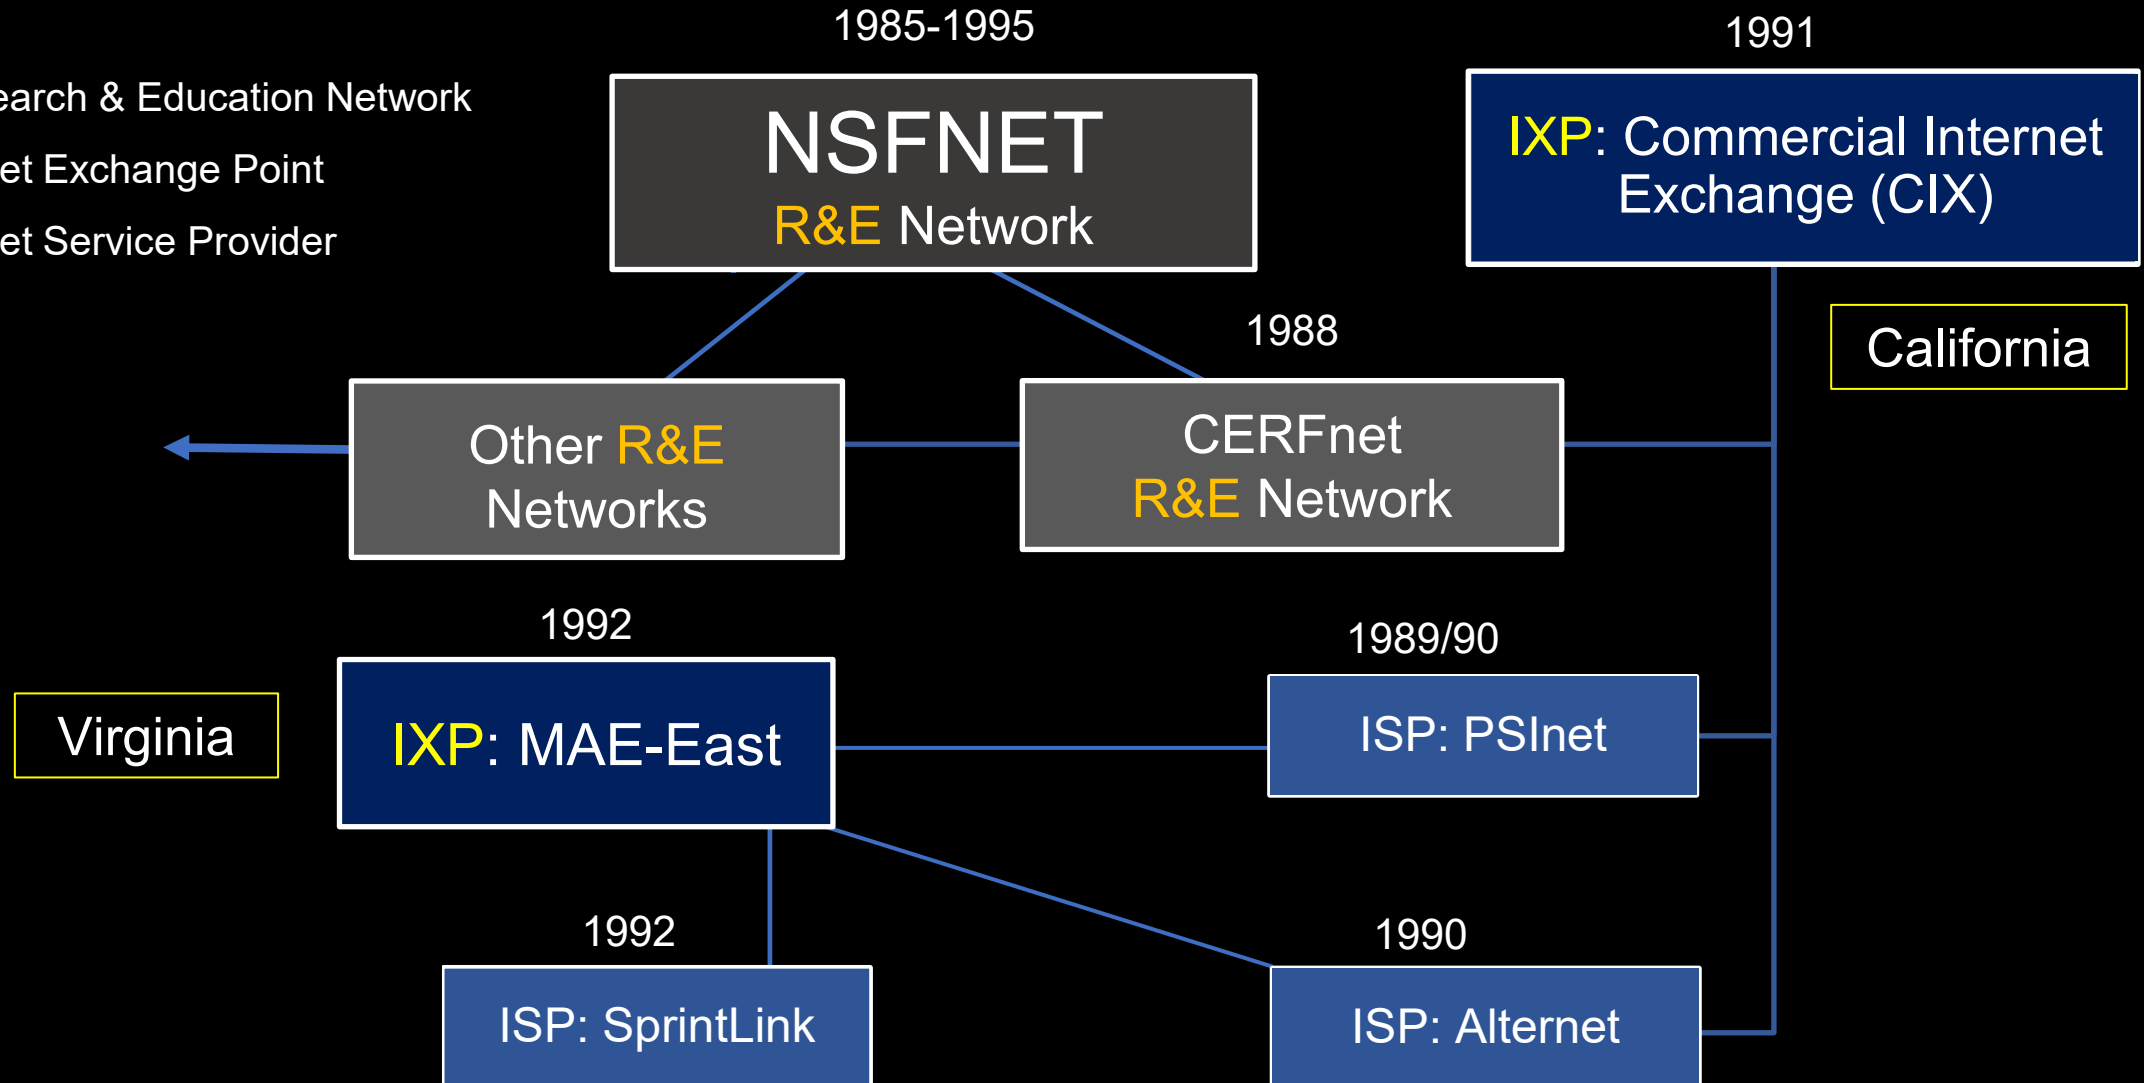 1985-1995
1991
earch & Education Network
NSFNET
R&E Network
IXP: Commercial Internet
Exchange (CIX)
et Exchange Point
et Service Provider
1988
California
Other R&E
Networks
CERFnet
R&E Network
1992
1989/90
Virginia
IXP: MAE-East
ISP: PSInet
1992
1990
ISP: SprintLink
ISP: Alternet